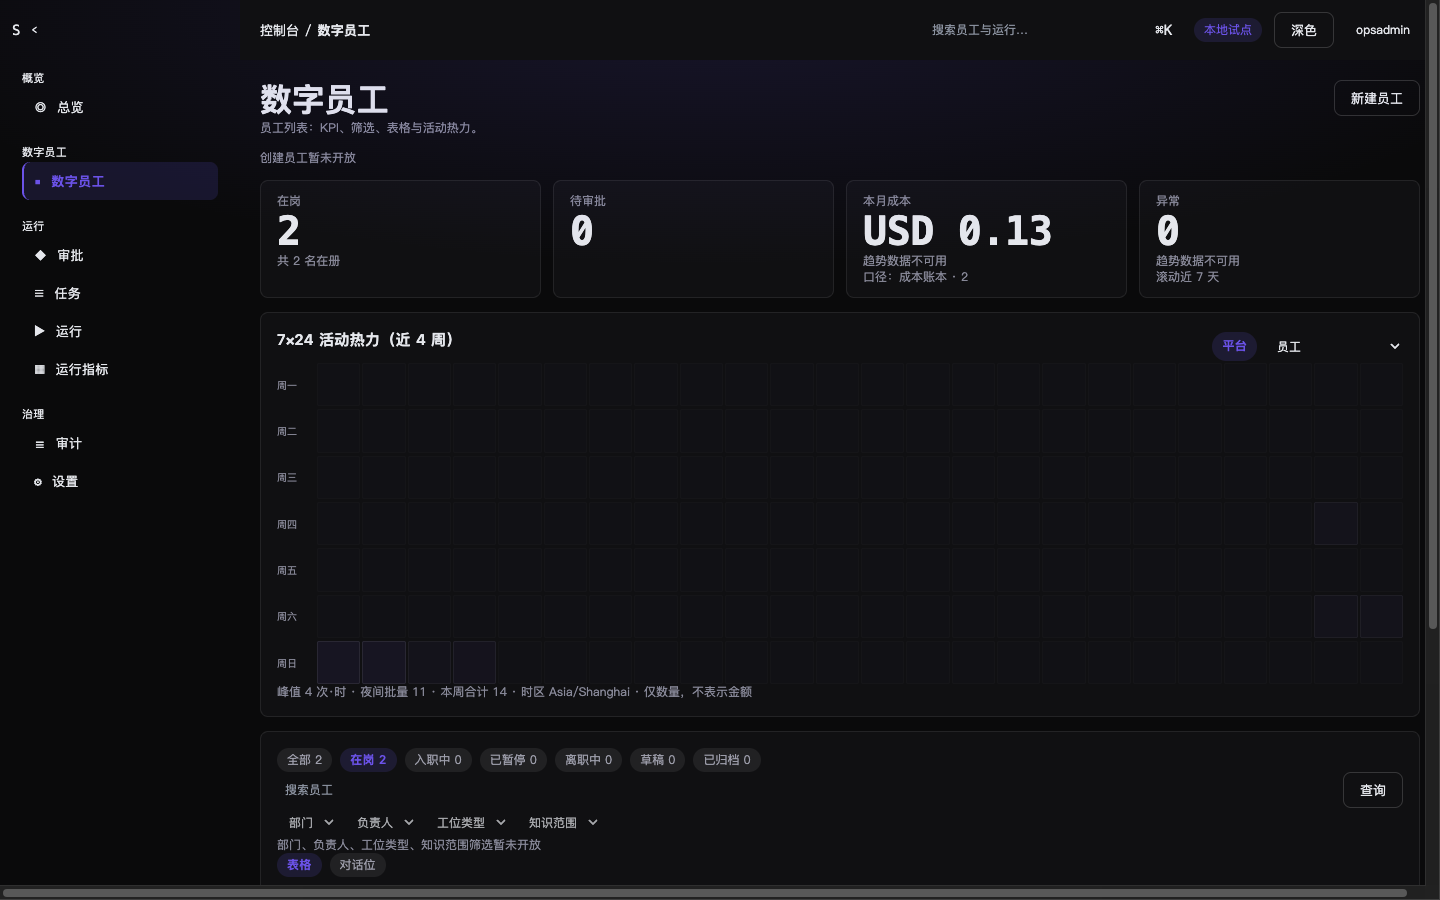 S <
概览
总览
数字员工
数字员工
运行
审批
任务
运行
运行指标
治理
审计
设置
控制台 / 数字员工
搜索员工与运行... ⌘K
本地试点
深色
opsadmin
数字员工
员工列表：KPI、筛选、表格与活动热力。
新建员工
创建员工暂未开放
在岗
2
共 2 名在册
待审批
0
本月成本
USD 0.13
趋势数据不可用
口径：成本账本 · 2
异常
0
趋势数据不可用
滚动近 7 天
7×24 活动热力（近 4 周）
平台
员工
周一
周二
周三
周四
周五
周六
周日
峰值 4 次·时 · 夜间批量 11 · 本周合计 14 · 时区 Asia/Shanghai · 仅数量，不表示金额
全部 2 在岗 2 入职中 0 已暂停 0 离职中 0 草稿 0 已归档 0
搜索员工
查询
部门 负责人 工位类型 知识范围
部门、负责人、工位类型、知识范围筛选暂未开放
表格 对话位